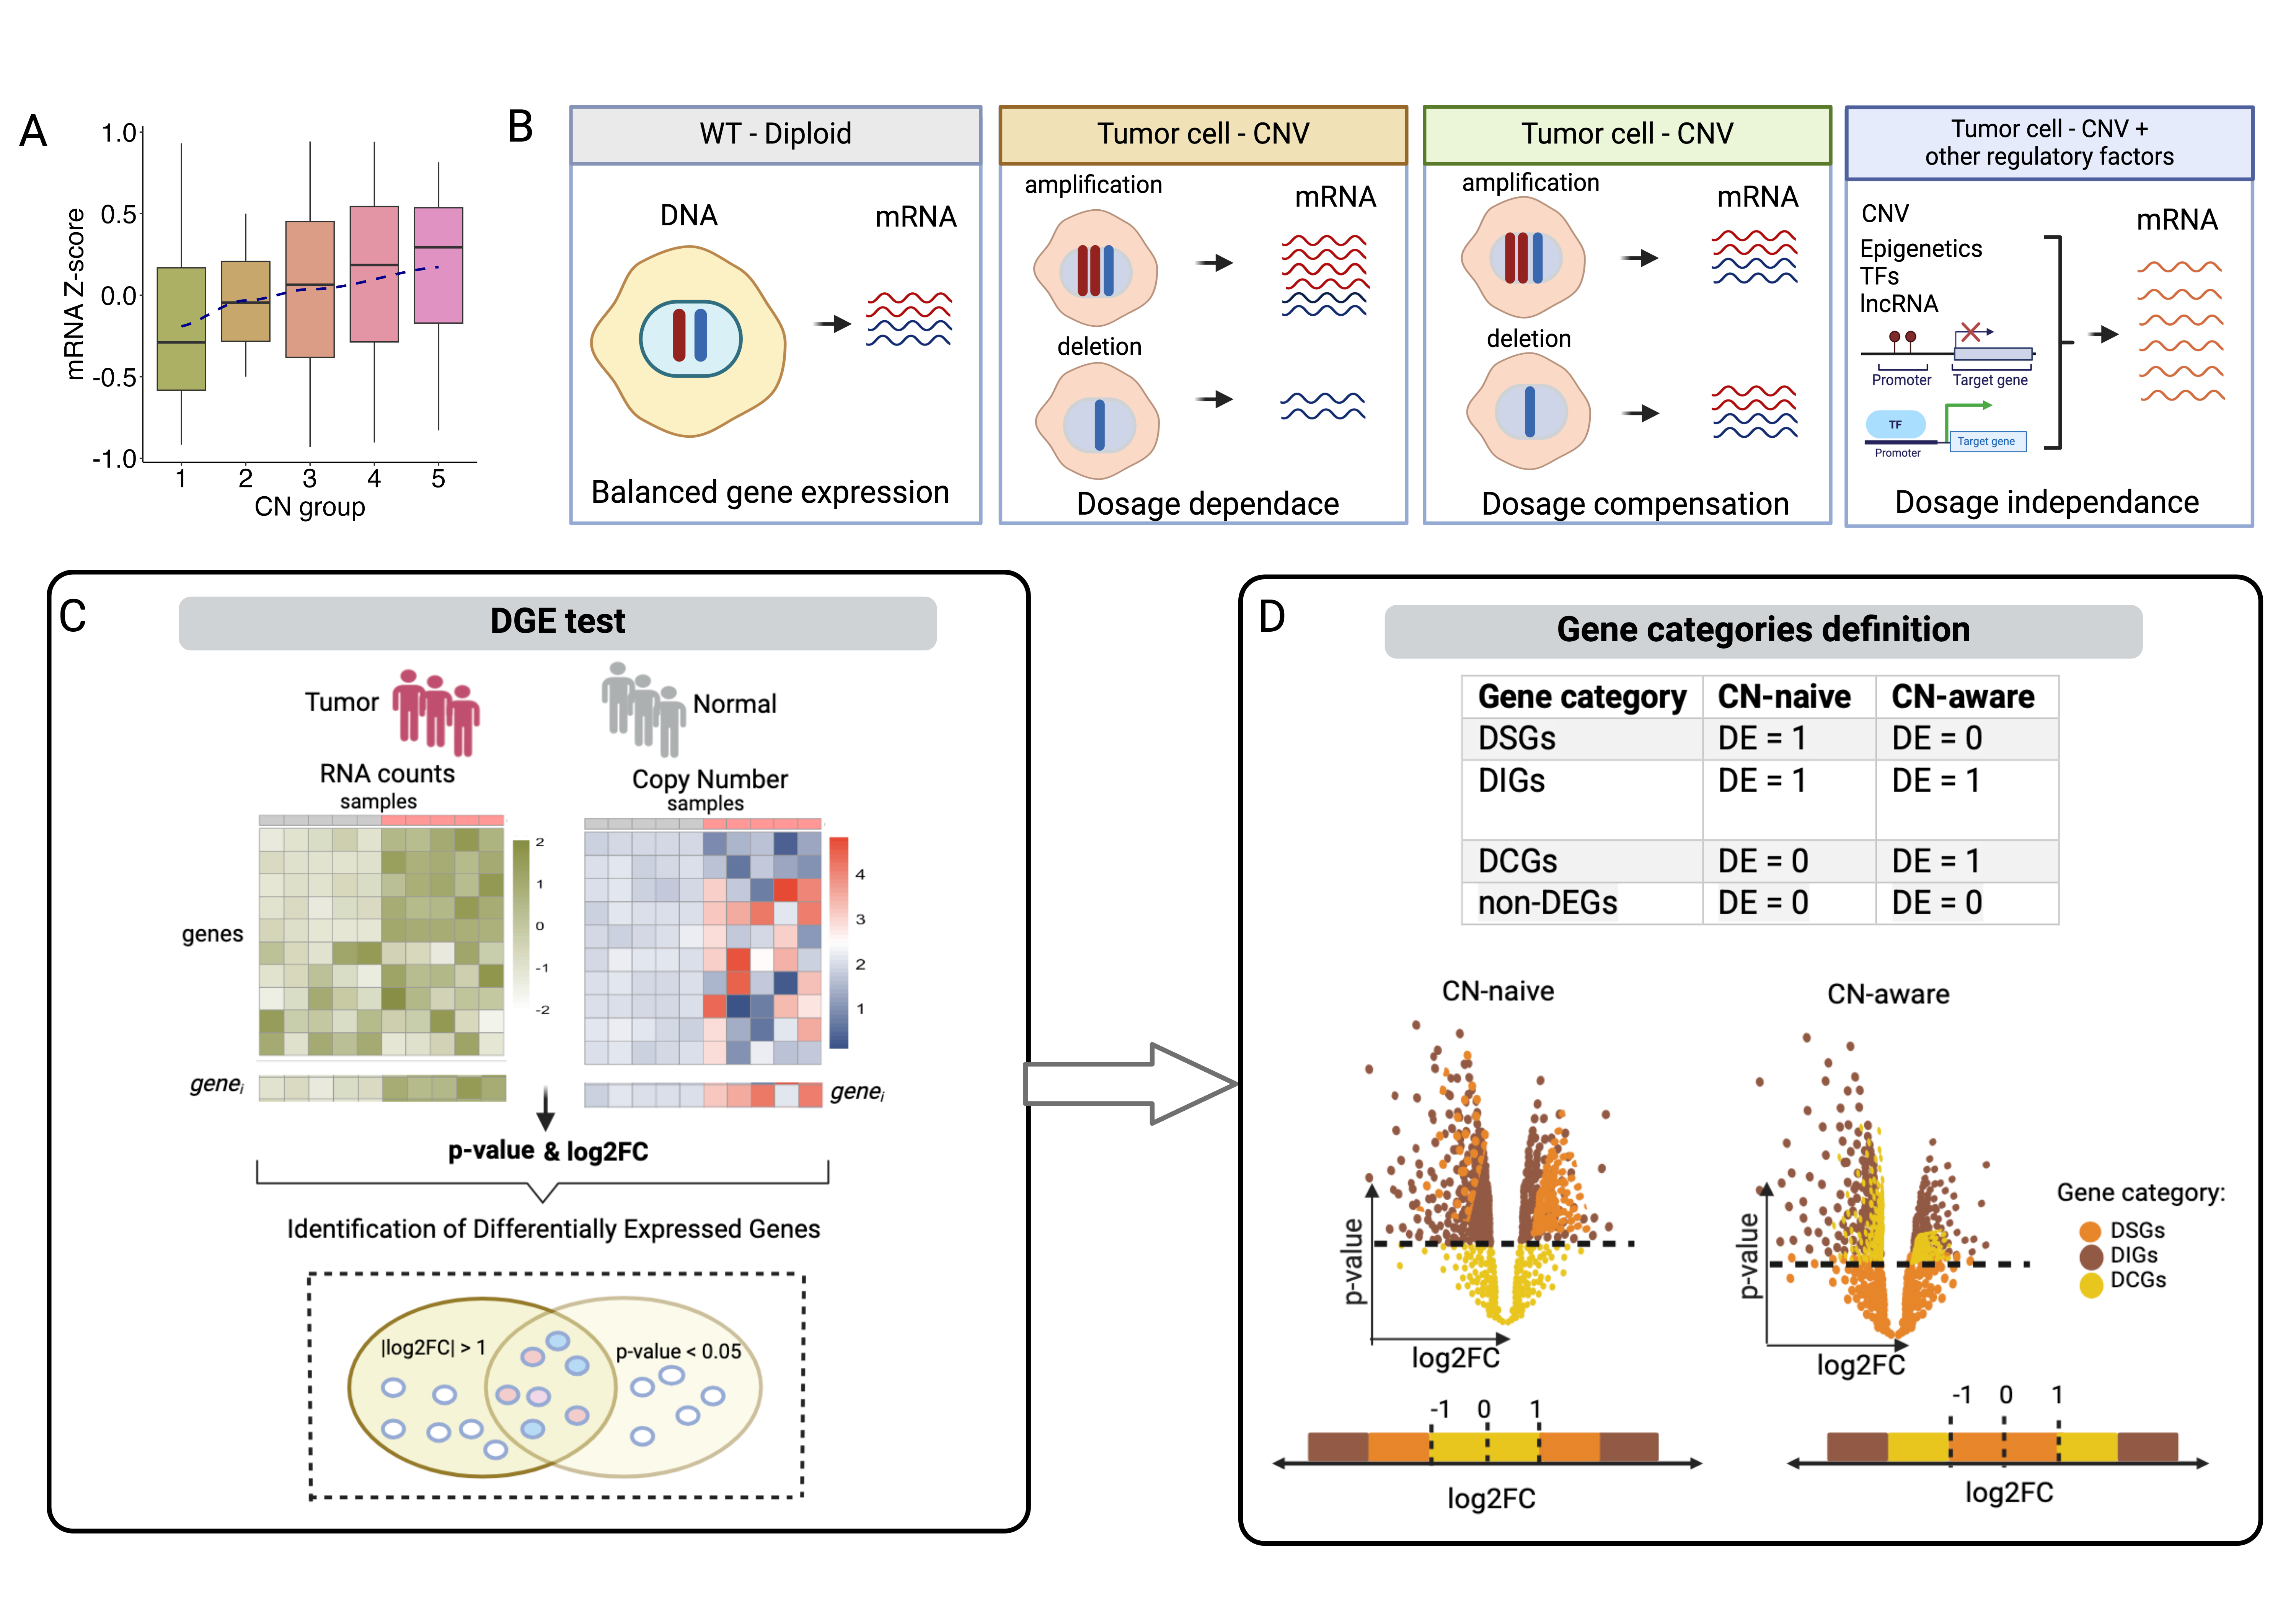 A
1.0
0.5
0.0
-0.5
-1.0
mRNA Z-score
1 2 3 4 5
CN group
B
WT - Diploid
DNA
mRNA
Balanced gene expression
Tumor cell - CNV
amplification
mRNA
deletion
Dosage dependace
Tumor cell - CNV
amplification
mRNA
deletion
Dosage compensation
Tumor cell - CNV +
other regulatory factors
CNV
Epigenetics
TFs
lncRNA
mRNA
Promoter
Target gene
TF
Target gene
Promoter
Dosage independance
C
DGE test
Tumor
Normal
RNA counts
samples
Copy Number
samples
genes
2
1
0
-1
-2
4
3
2
1
genei
genei
p-value & log2FC
Identification of Differentially Expressed Genes
|log2FC| > 1
p-value < 0.05
D
Gene categories definition
Gene category CN-naive CN-aware
DSGs DE = 1 DE = 0
DIGs DE = 1 DE = 1
DCGs DE = 0 DE = 1
non-DEGs DE = 0 DE = 0
CN-naive
CN-aware
p-value
log2FC
p-value
log2FC
Gene category:
DSGs
DIGs
DCGs
-1 0 1
log2FC
-1 0 1
log2FC